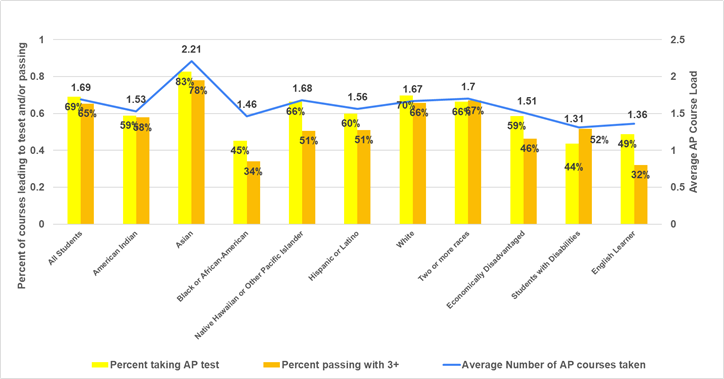 Percent of courses leading to tesdt and/or passing
1
0.8
0.6
0.4
0.2
0
2.5
2
1.5
1
0.5
0
Average AP Course Load
1.69
1.53
2.21
1.46
1.68
1.56
1.67
1.7
1.51
1.31
1.36
69%
65%
59%
58%
83%
78%
45%
34%
66%
51%
60%
51%
70%
66%
66%
67%
59%
46%
44%
52%
49%
32%
All Students
American Indian
Asian
Black or African-American
Native Hawaiian or Other Pacific Islander
Hispanic or Latino
White
Two or more races
Economically Disadvantaged
Students with Disabilities
English Learner
Percent taking AP test
Percent passing with 3+
Average Number of AP courses taken